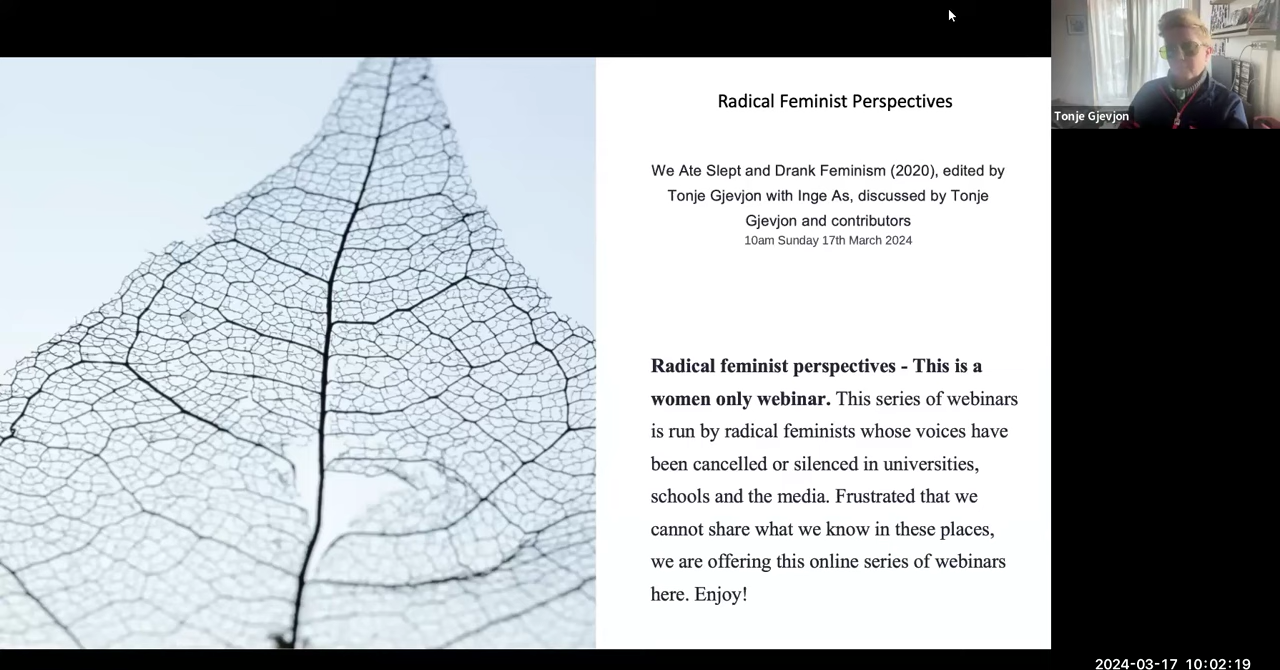 Radical Feminist Perspectives
We Ate Slept and Drank Feminism (2020), edited by
Tonje Gjevjon with Inge As, discussed by Tonje
Gjevjon and contributors
10am Sunday 17th March 2024
Radical feminist perspectives - This is a
women only webinar. This series of webinars
is run by radical feminists whose voices have
been cancelled or silenced in universities,
schools and the media. Frustrated that we
cannot share what we know in these places,
we are offering this online series of webinars
here. Enjoy!
Tonje Gjevjon
2024-03-17 10:02:19